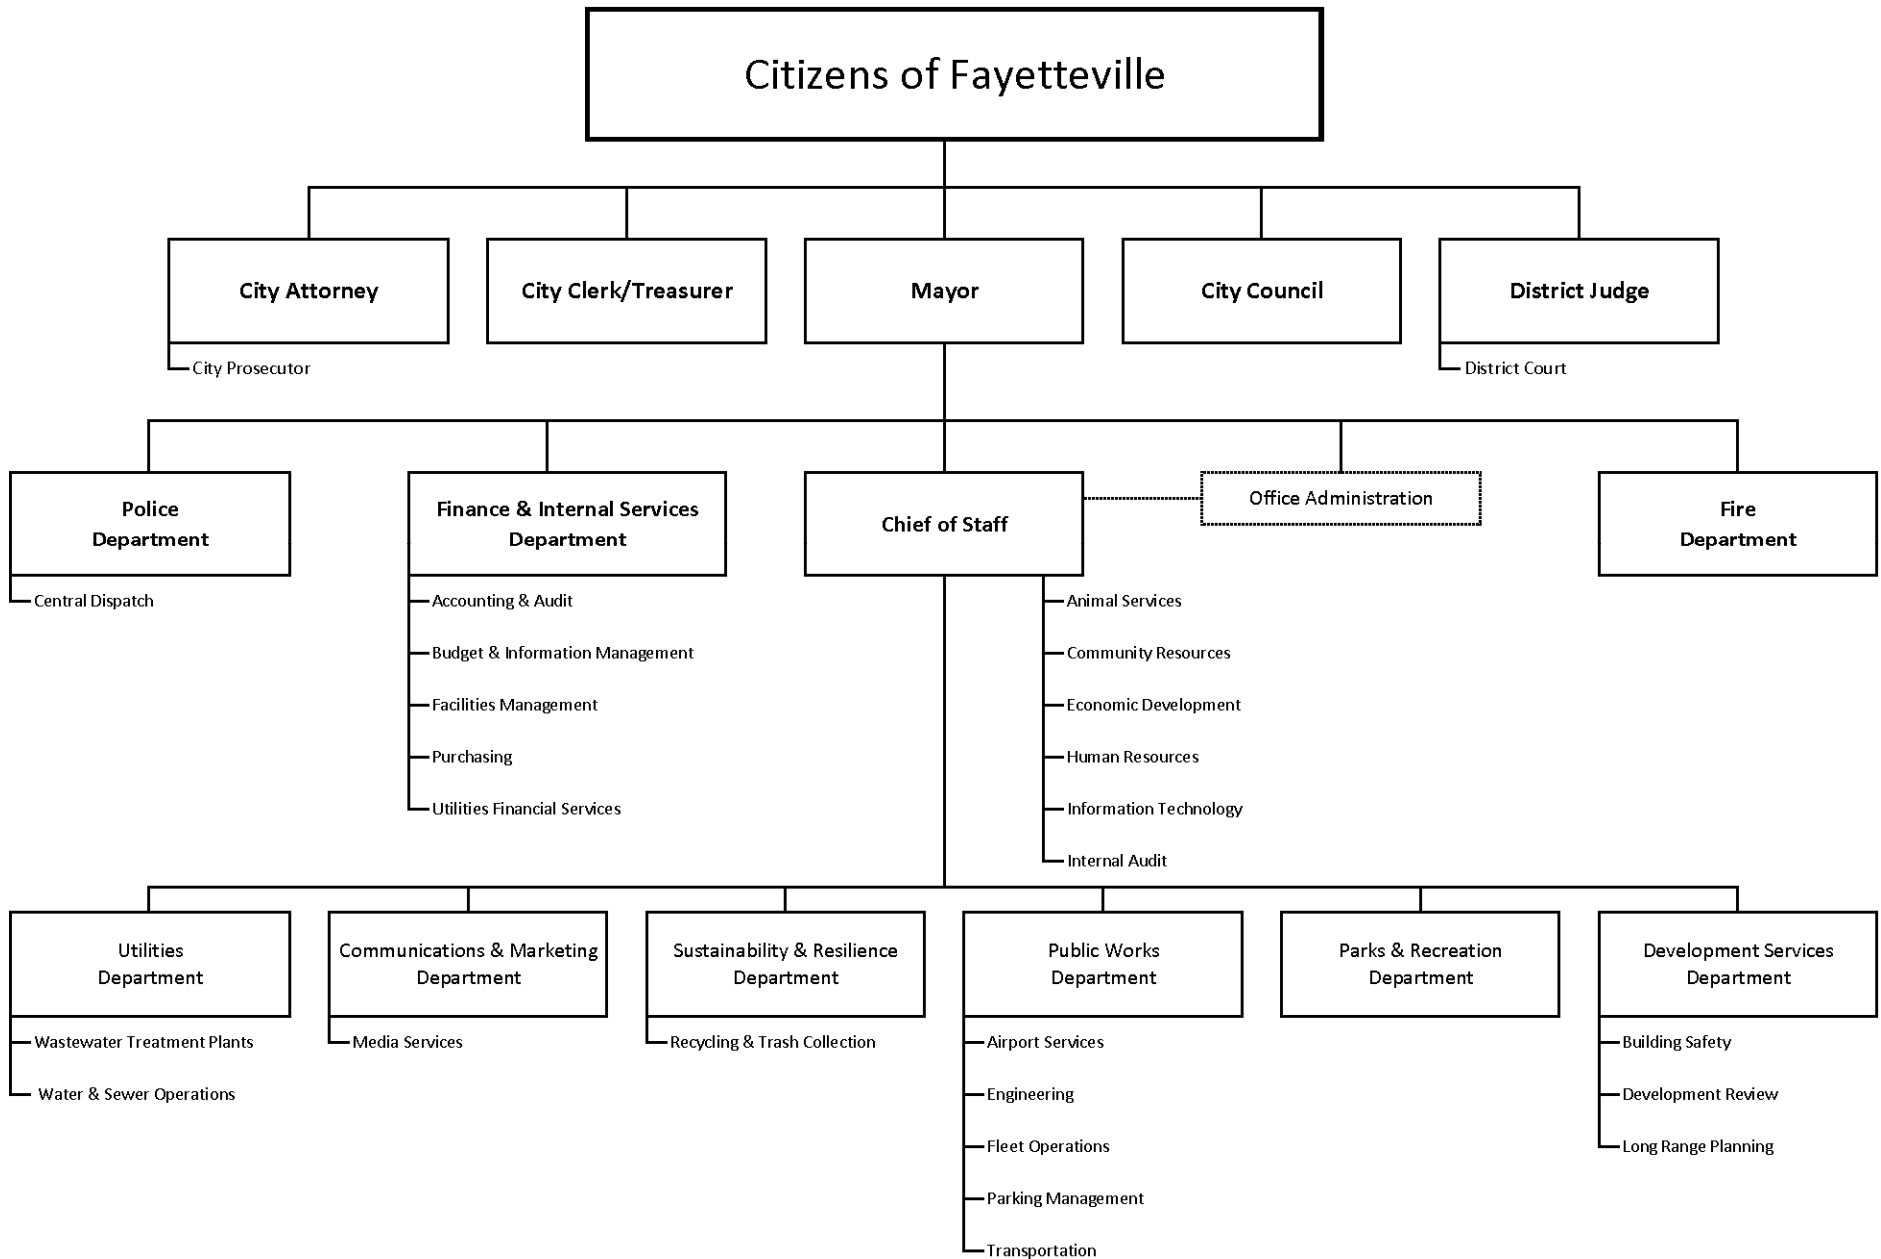 Citizens of Fayetteville
City Attorney
City Clerk/Treasurer
Mayor
City Council
District Judge
City Prosecutor
District Court
Police
Department
Finance & Internal Services
Department
Chief of Staff
Office Administration
Fire
Department
Central Dispatch
Accounting & Audit
Budget & Information Management
Facilities Management
Purchasing
Utilities Financial Services
Animal Services
Community Resources
Economic Development
Human Resources
Information Technology
Internal Audit
Utilities
Department
Communications & Marketing
Department
Sustainability & Resilience
Department
Public Works
Department
Parks & Recreation
Department
Development Services
Department
Wastewater Treatment Plants
Water & Sewer Operations
Media Services
Recycling & Trash Collection
Airport Services
Engineering
Fleet Operations
Parking Management
Transportation
Building Safety
Development Review
Long Range Planning